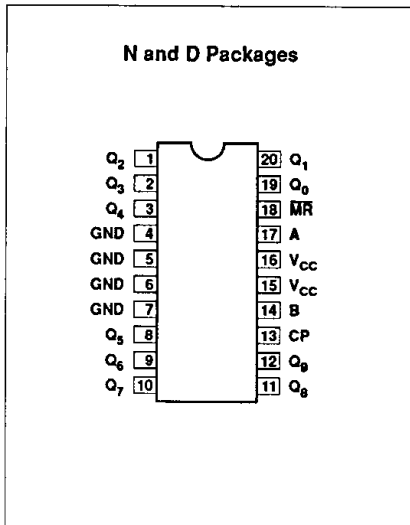 N and D Packages
Q2 1 20 Q1
Q3 2 19 Q0
Q4 3 18 M̅R̅
GND 4 17 A
GND 5 16 VCC
GND 6 15 VCC
GND 7 14 B
Q5 8 13 CP
Q6 9 12 Q9
Q7 10 11 Q8